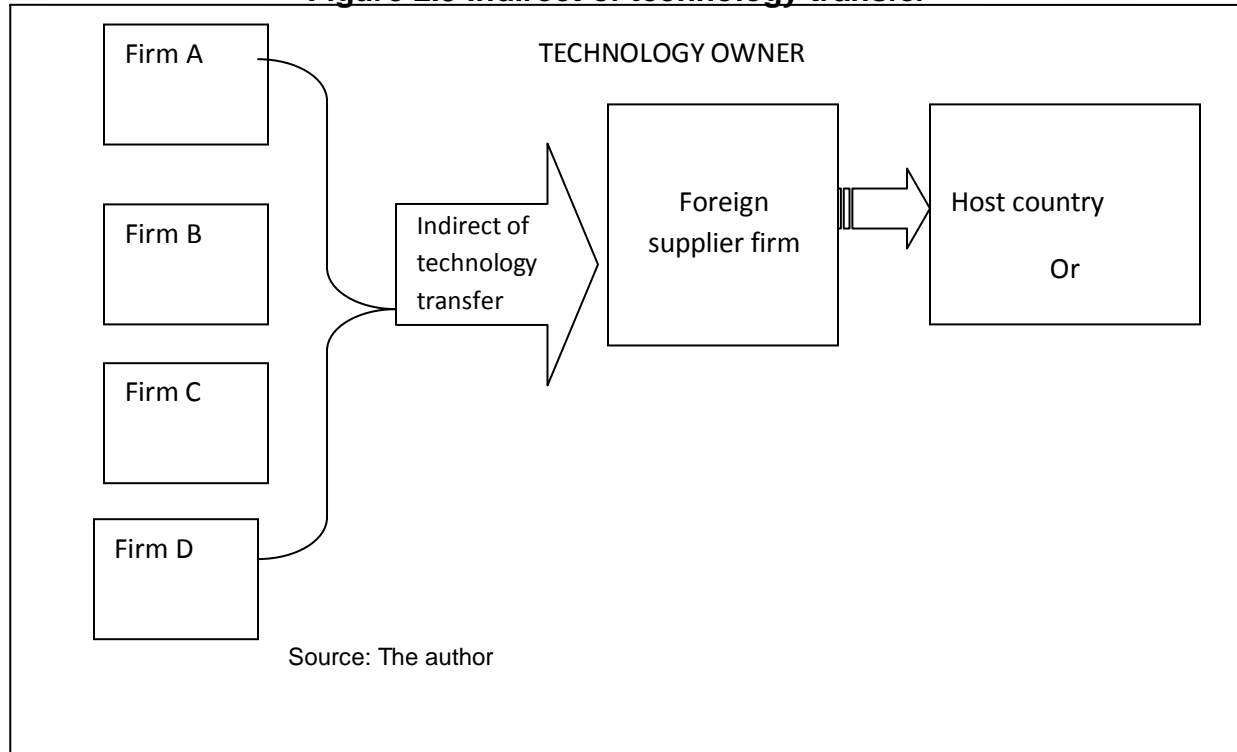 Firm A
TECHNOLOGY OWNER
Firm B
Firm C
Firm D
Indirect of
technology
transfer
Foreign
supplier firm
Host country
Or
Source: The author